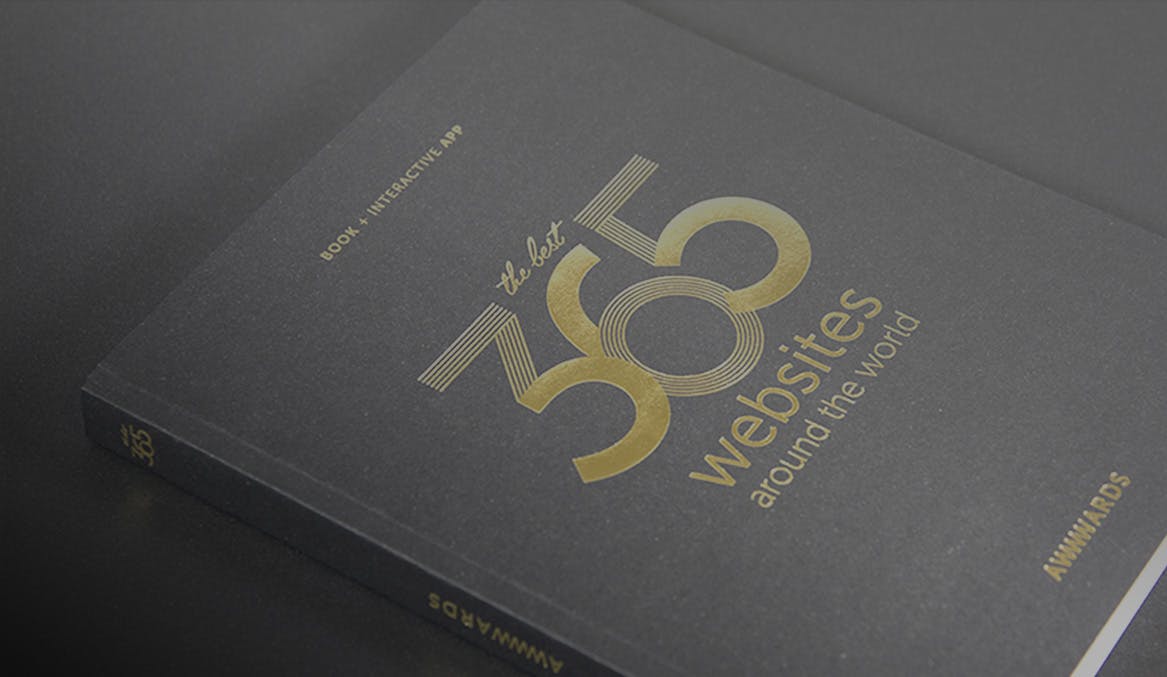 BOOK + INTERACTIVE APP
the best
365
websites
around the world
AWWWARDS
365
AWWWARDS